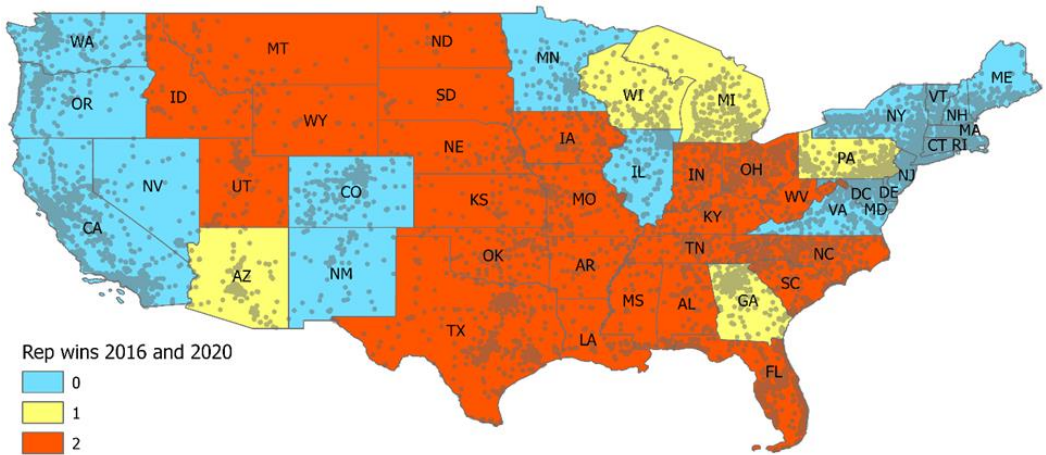 WA
MT
ND
MN
ME
OR
ID
SD
WI
MI
VT
NY
NH
MA
WY
CT RI
NE
IA
PA
NV
UT
CO
IL
IN
OH
NJ
KS
MO
WV
DC
DE
VA
MD
CA
KY
AZ
NM
OK
AR
TN
NC
SC
MS
AL
GA
TX
LA
Rep wins 2016 and 2020
FL
0
1
2